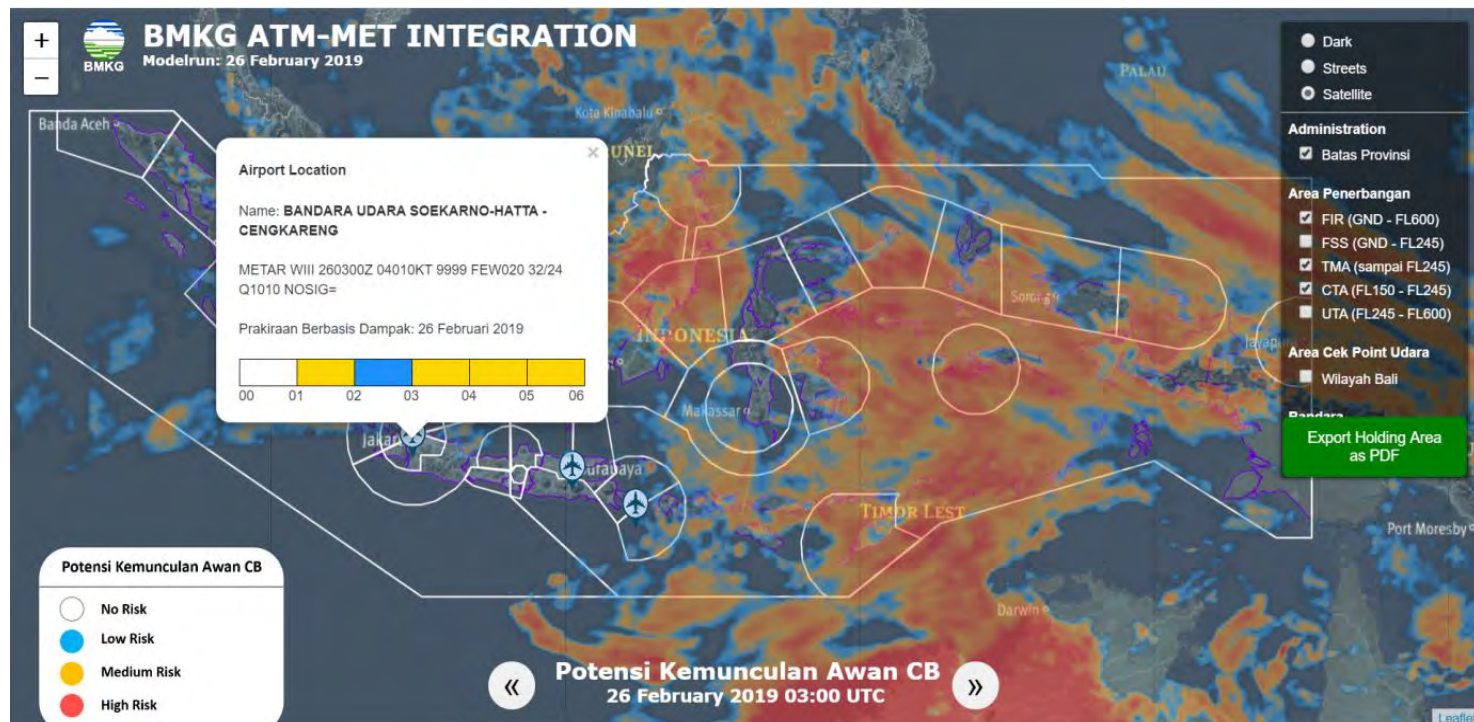 +
−
BMKG
BMKG ATM-MET INTEGRATION
Modelrun: 26 February 2019
Dark
Streets
Satellite
Administration
Batas Provinsi
Area Penerbangan
FIR (GND - FL600)
FSS (GND - FL245)
TMA (sampai FL245)
CTA (FL150 - FL245)
UTA (FL245 - FL600)
Area Cek Point Udara
Wilayah Bali
Bandara
Export Holding Area
as PDF
PALAU
Kota Kinabalu
Banda Aceh
UNEI
×
Airport Location
Name: BANDARA UDARA SOEKARNO-HATTA -
CENGKARENG
METAR WIII 260300Z 04010KT 9999 FEW020 32/24
Q1010 NOSIG=
Prakiraan Berbasis Dampak: 26 Februari 2019
00 01 02 03 04 05 06
Sorong
INDONESIA
Jayapu
Makassar
Jakar
urabaya
TIMOR LEST
Port Moresby
Darwin
Potensi Kemunculan Awan CB
No Risk
Low Risk
Medium Risk
High Risk
«
Potensi Kemunculan Awan CB
26 February 2019 03:00 UTC
»
Leafle